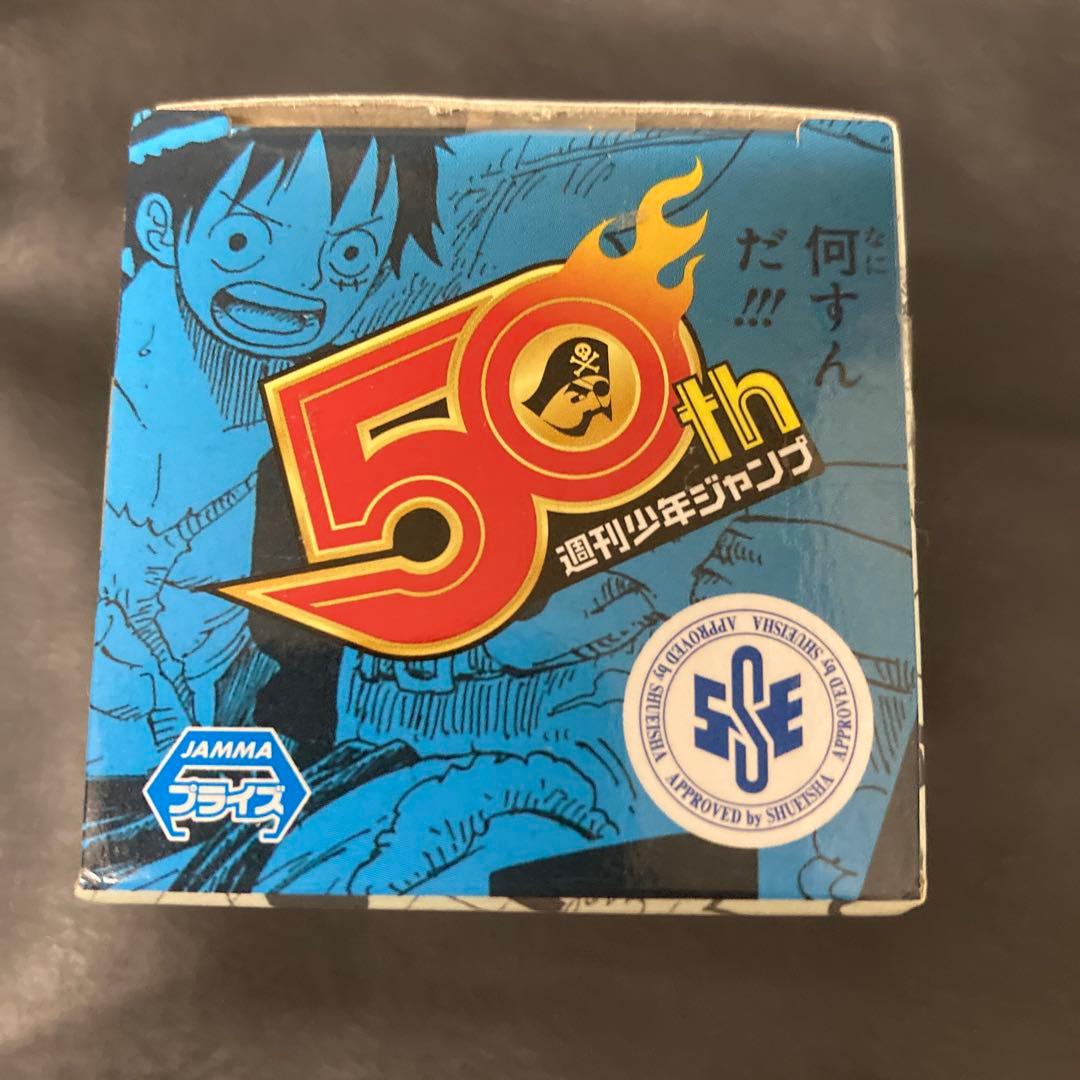 何すん
なに
だ!!!
50th
週刊少年ジャンプ
JAMMA
プライズ
SSE
APPROVED by SHUEISHA APPROVED by SHUEISHA APPROVED by SHUEISHA APPROVED by SHUEISHA